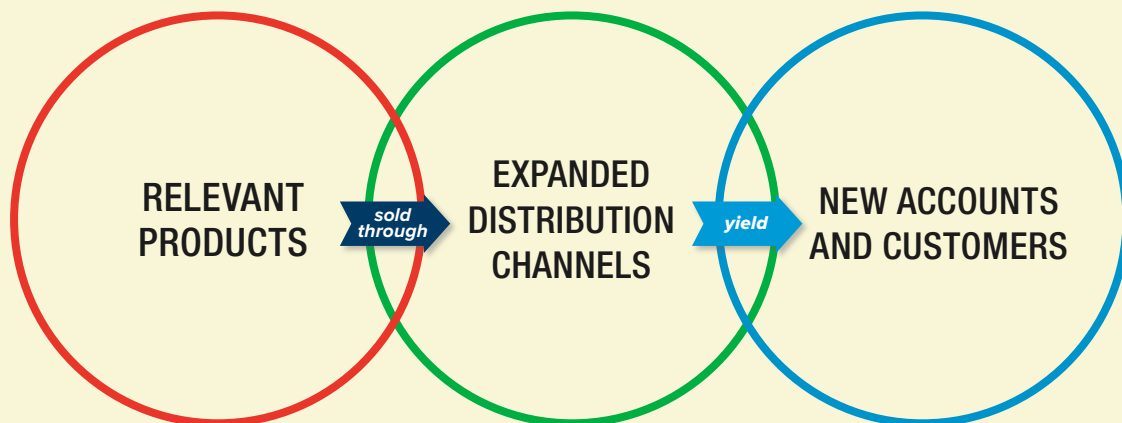 RELEVANT
PRODUCTS
sold
through
EXPANDED
DISTRIBUTION
CHANNELS
yield
NEW ACCOUNTS
AND CUSTOMERS